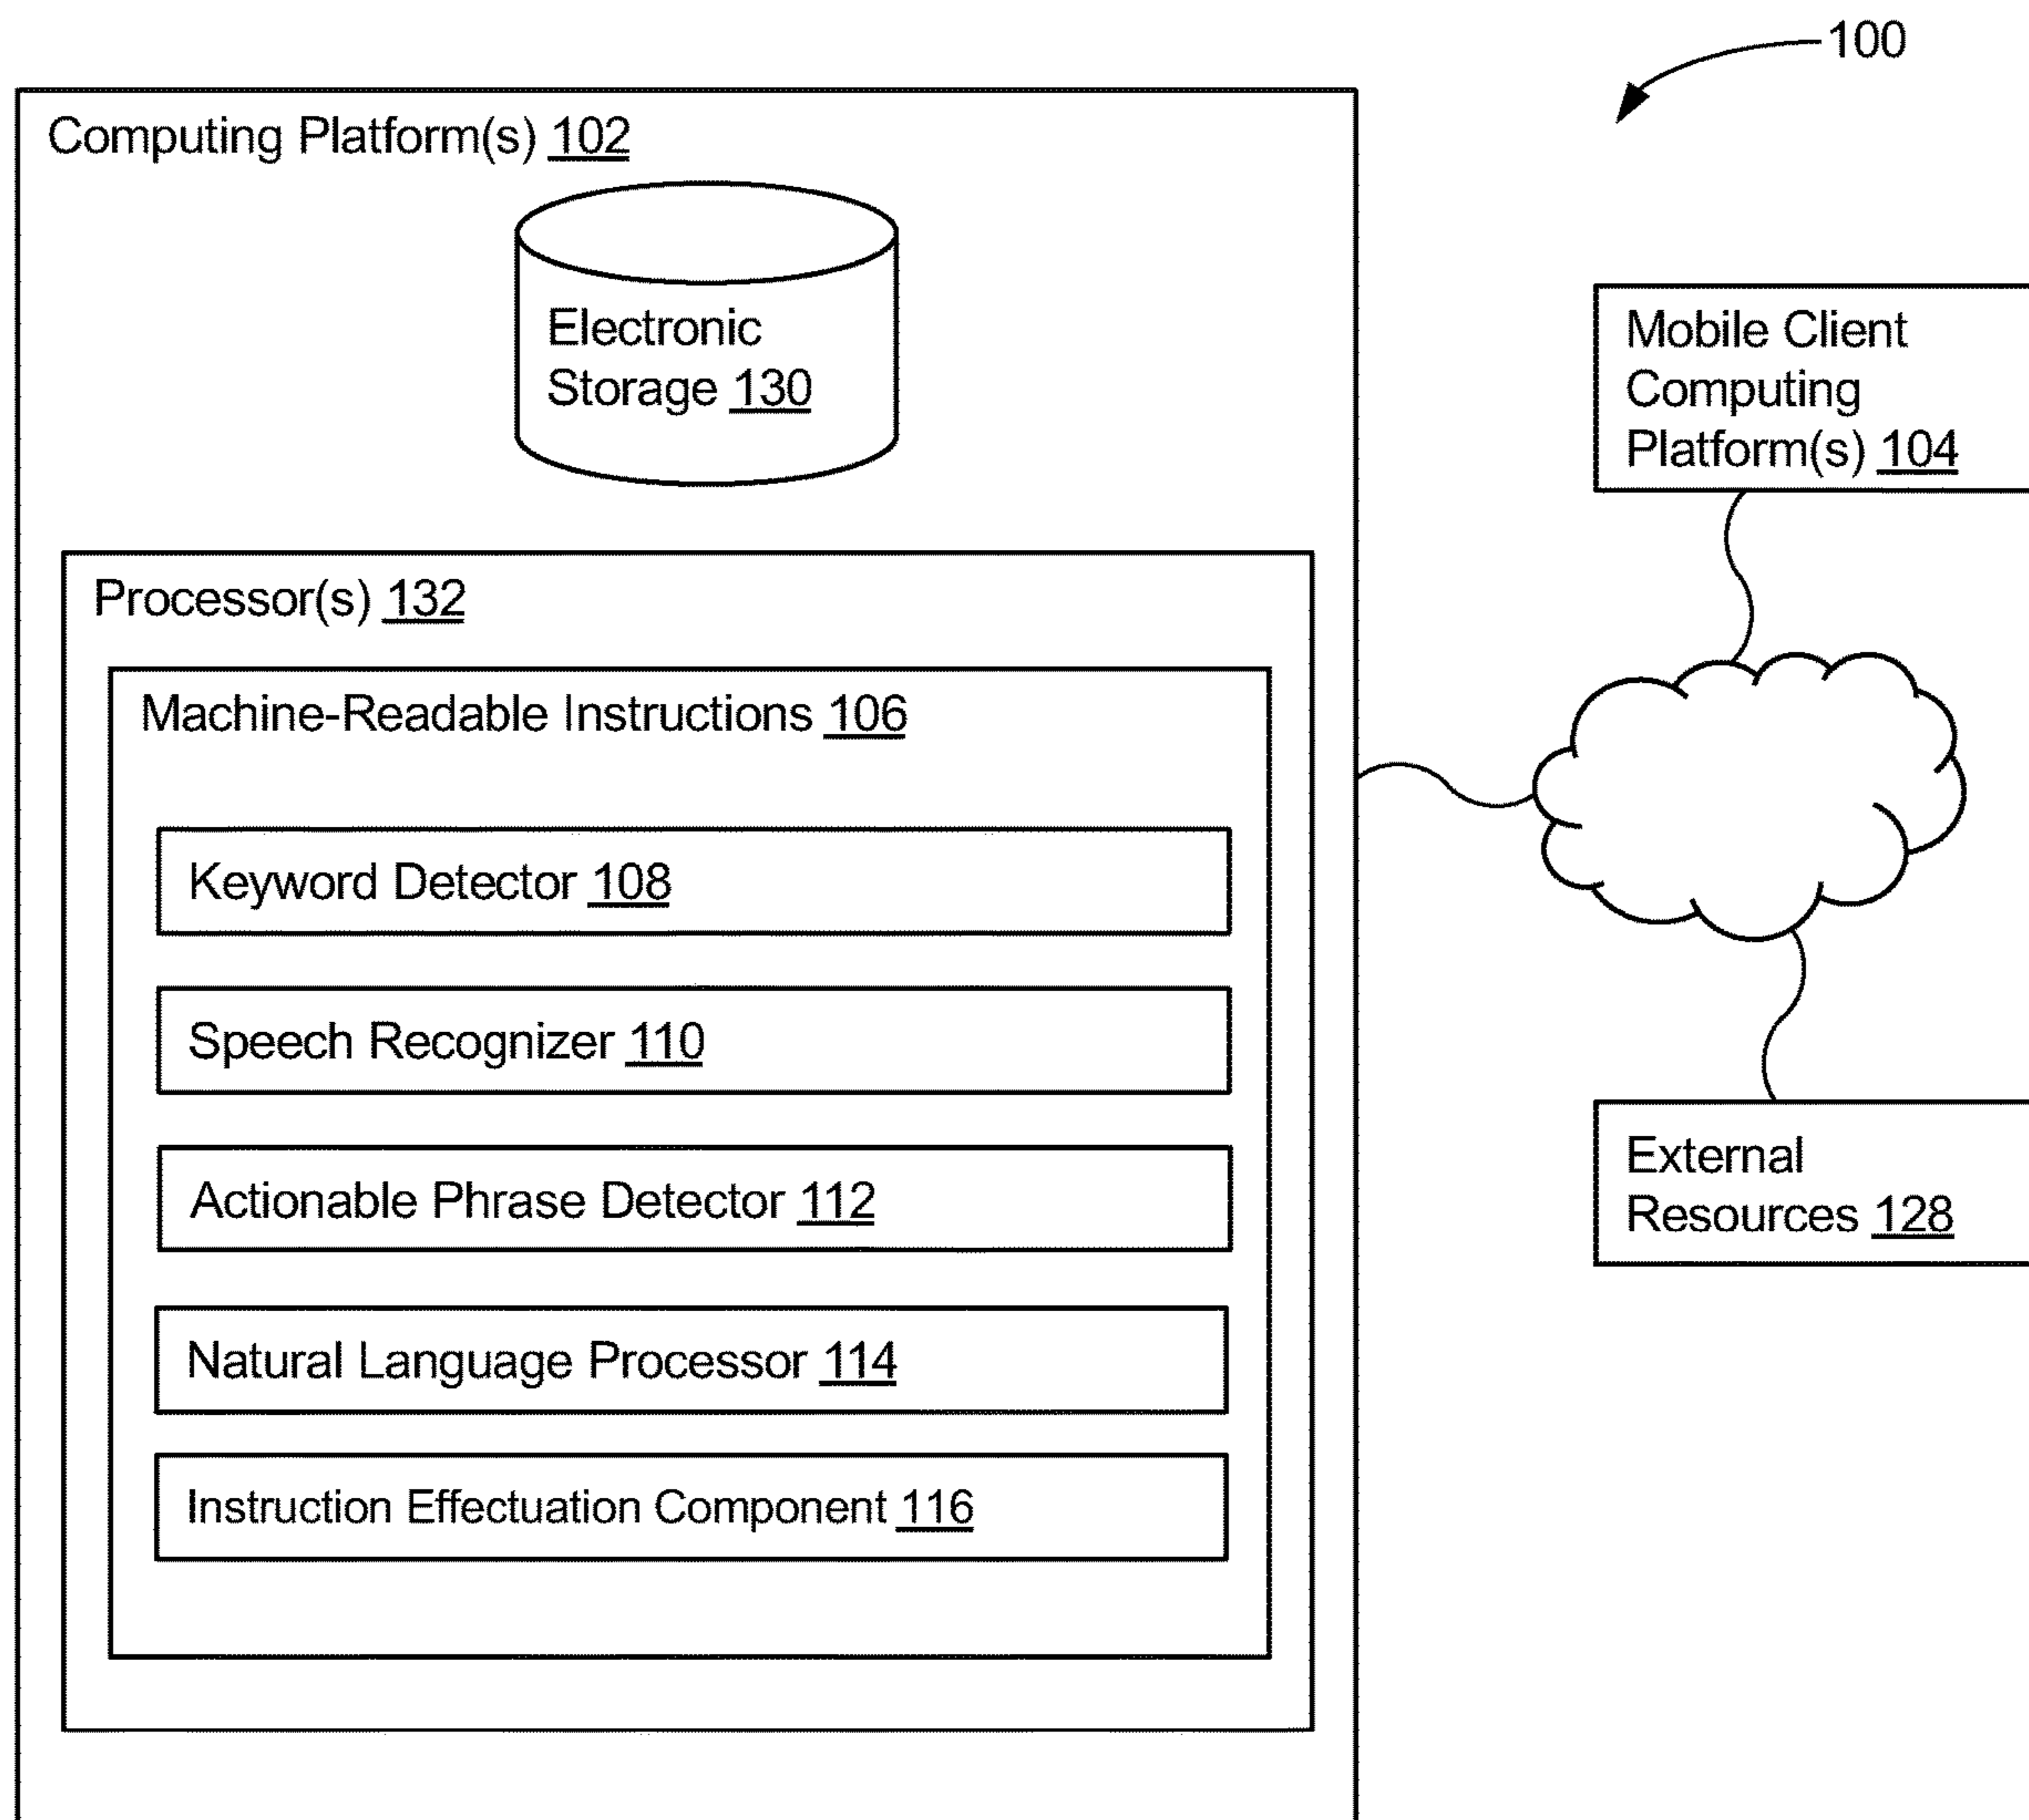 100
Computing Platform(s) 102
Electronic
Storage 130
Mobile Client
Computing
Platform(s) 104
Processor(s) 132
Machine-Readable Instructions 106
Keyword Detector 108
Speech Recognizer 110
Actionable Phrase Detector 112
Natural Language Processor 114
Instruction Effectuation Component 116
External
Resources 128